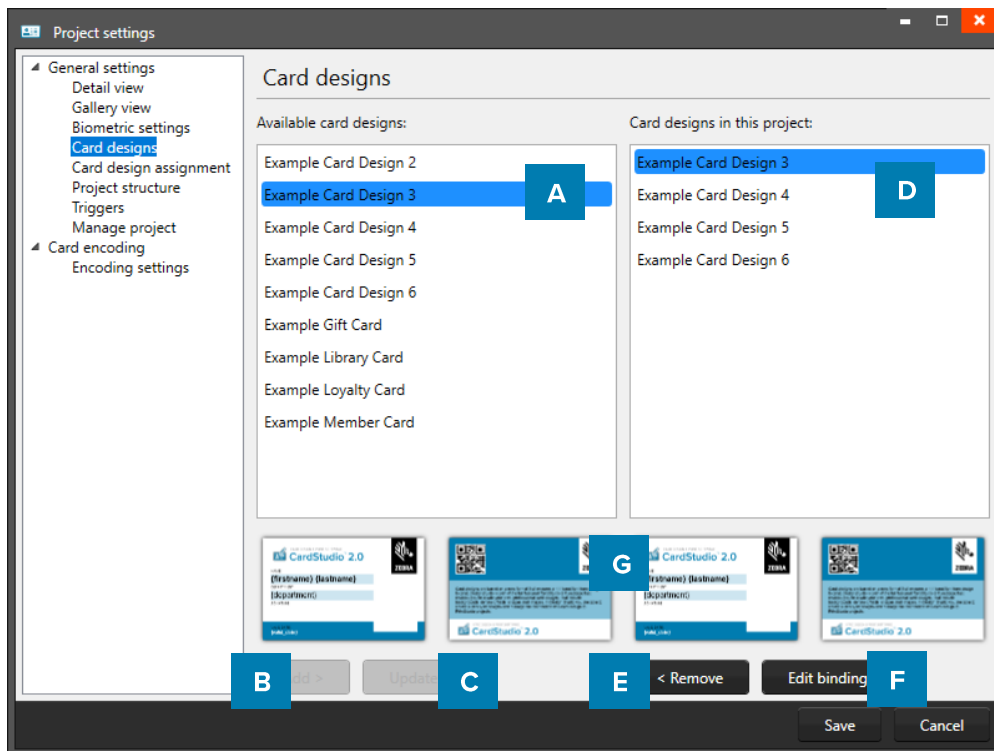 Project settings
General settings
Detail view
Gallery view
Biometric settings
Card designs
Card design assignment
Project structure
Triggers
Manage project
Card encoding
Encoding settings
Card designs
Available card designs:
Example Card Design 2
Example Card Design 3
A
Example Card Design 4
Example Card Design 5
Example Card Design 6
Example Gift Card
Example Library Card
Example Loyalty Card
Example Member Card
Card designs in this project:
Example Card Design 3
D
Example Card Design 4
Example Card Design 5
Example Card Design 6
CardStudio 2.0
ZEBRA
{firstname} {lastname}
{department}
CardStudio 2.0
G
CardStudio 2.0
ZEBRA
{lastname}
{department}
ZEBRA
CardStudio 2.0
B
Update
C
E
< Remove
Edit binding
F
Save
Cancel